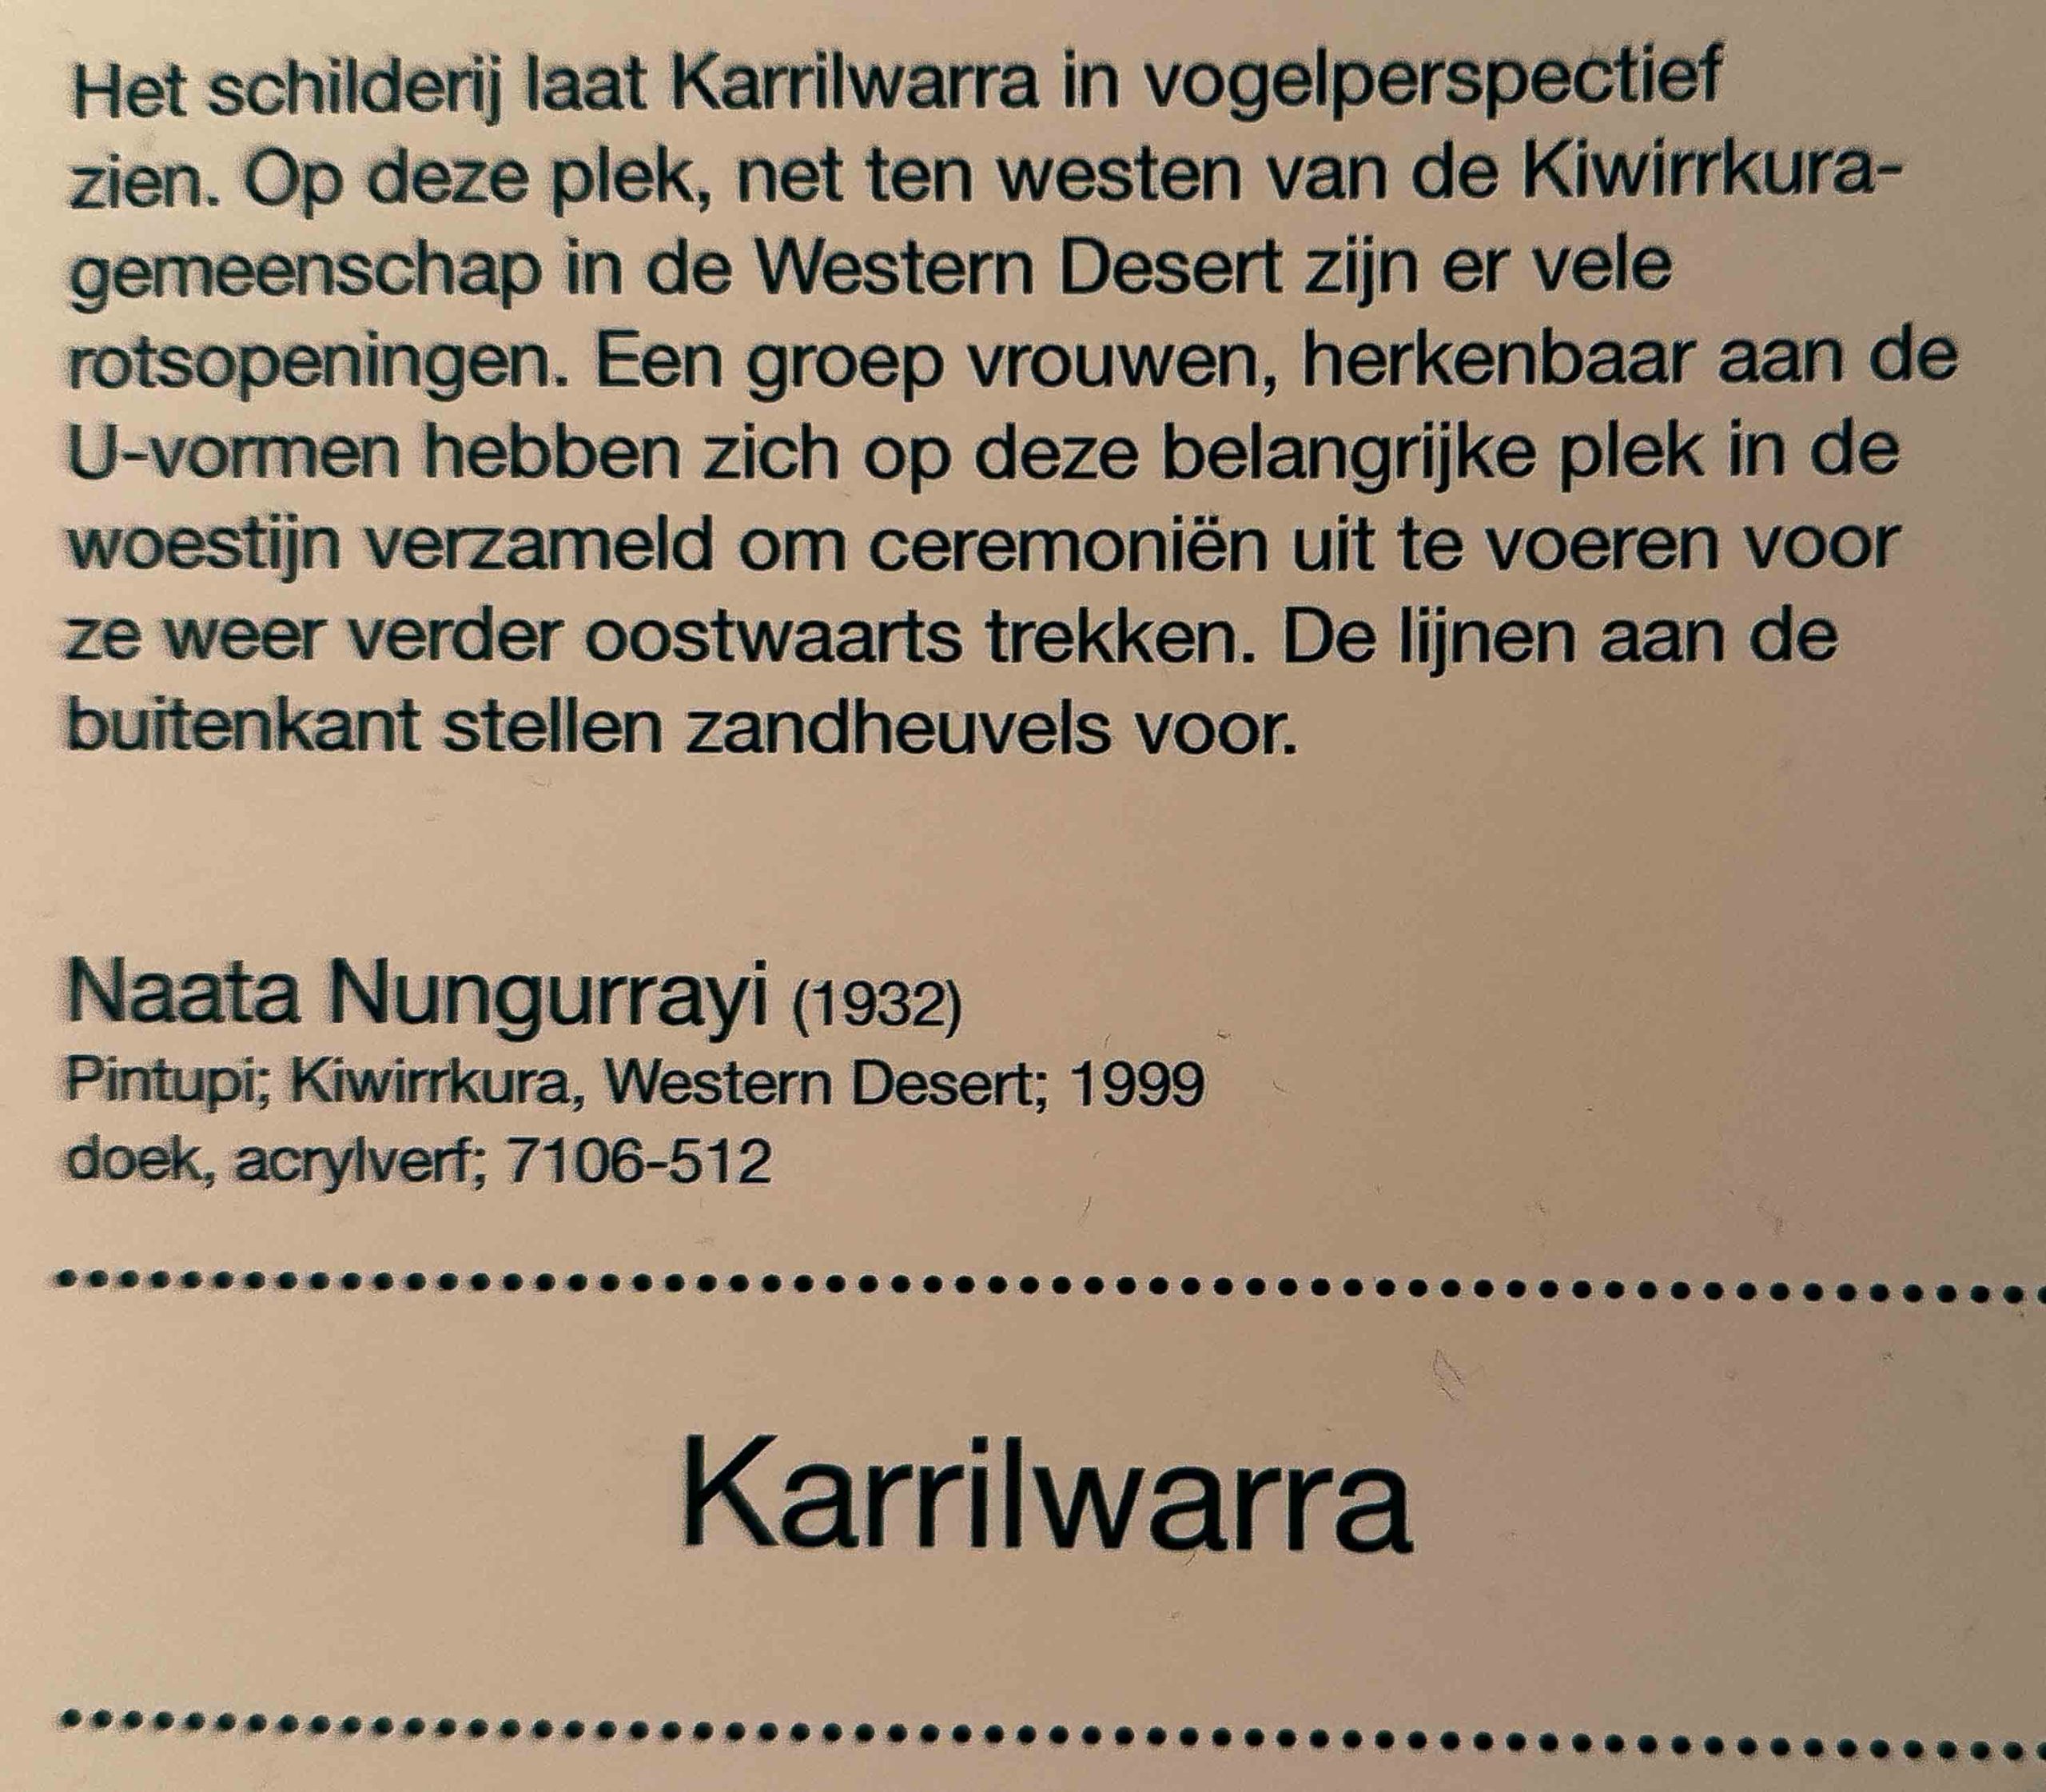 Het schilderij laat Karrilwarra in vogelperspectief
zien. Op deze plek, net ten westen van de Kiwirrkura-
gemeenschap in de Western Desert zijn er vele
rotsopeningen. Een groep vrouwen, herkenbaar aan de
U-vormen hebben zich op deze belangrijke plek in de
woestijn verzameld om ceremoniën uit te voeren voor
ze weer verder oostwaarts trekken. De lijnen aan de
buitenkant stellen zandheuvels voor.
Naata Nungurrayi (1932)
Pintupi; Kiwirrkura, Western Desert; 1999
doek, acrylverf; 7106-512
Karrilwarra